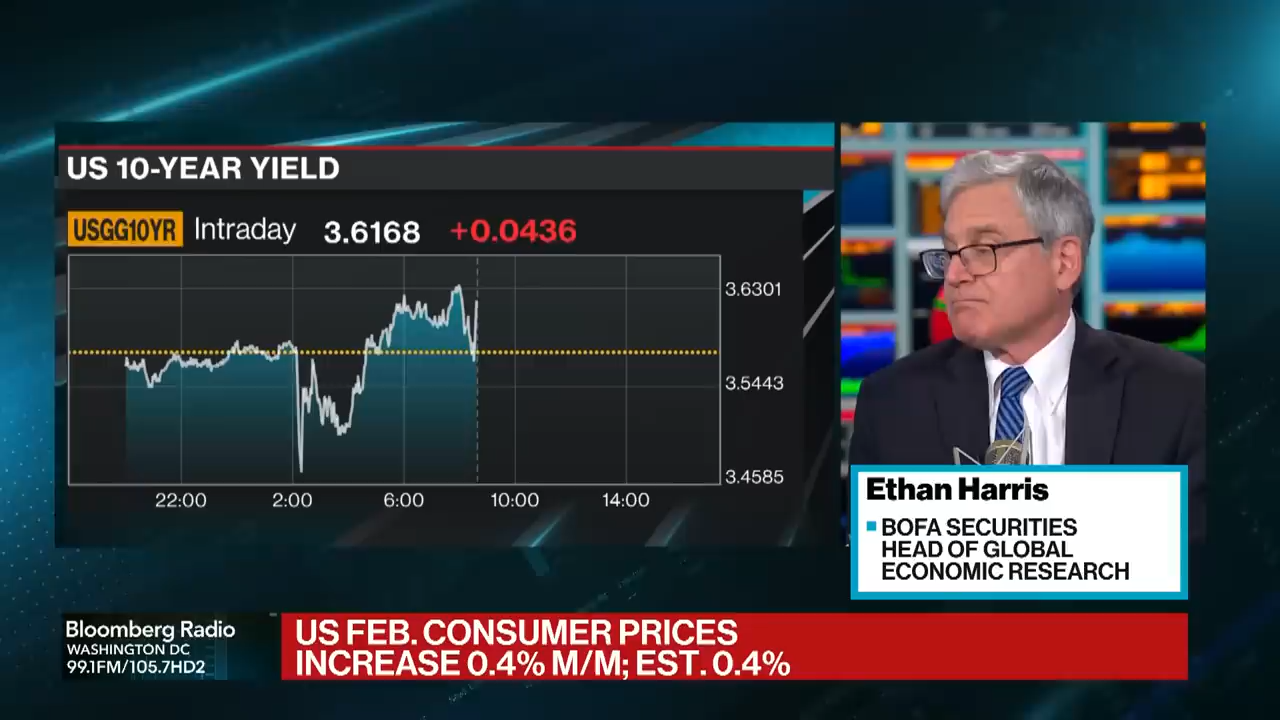 US 10-YEAR YIELD
USGG10YR Intraday 3.6168 +0.0436
3.6301
3.5443
3.4585
22:00 2:00 6:00 10:00 14:00
Ethan Harris
BOFA SECURITIES
HEAD OF GLOBAL
ECONOMIC RESEARCH
Bloomberg Radio
WASHINGTON DC
99.1FM/105.7HD2
US FEB. CONSUMER PRICES
INCREASE 0.4% M/M; EST. 0.4%